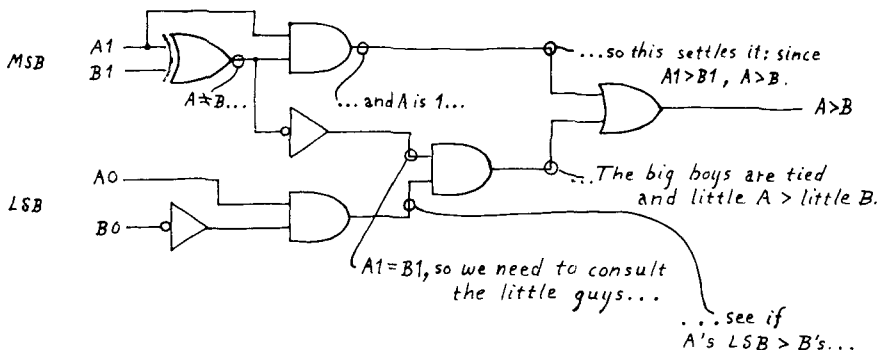 MSB
A1
B1
A≠B...
...and A is 1...
...so this settles it: since
A1>B1, A>B.
A>B
LSB
A0
B0
...The big boys are tied
and little A > little B.
A1=B1, so we need to consult
the little guys...
....see if
A's LSB > B's...